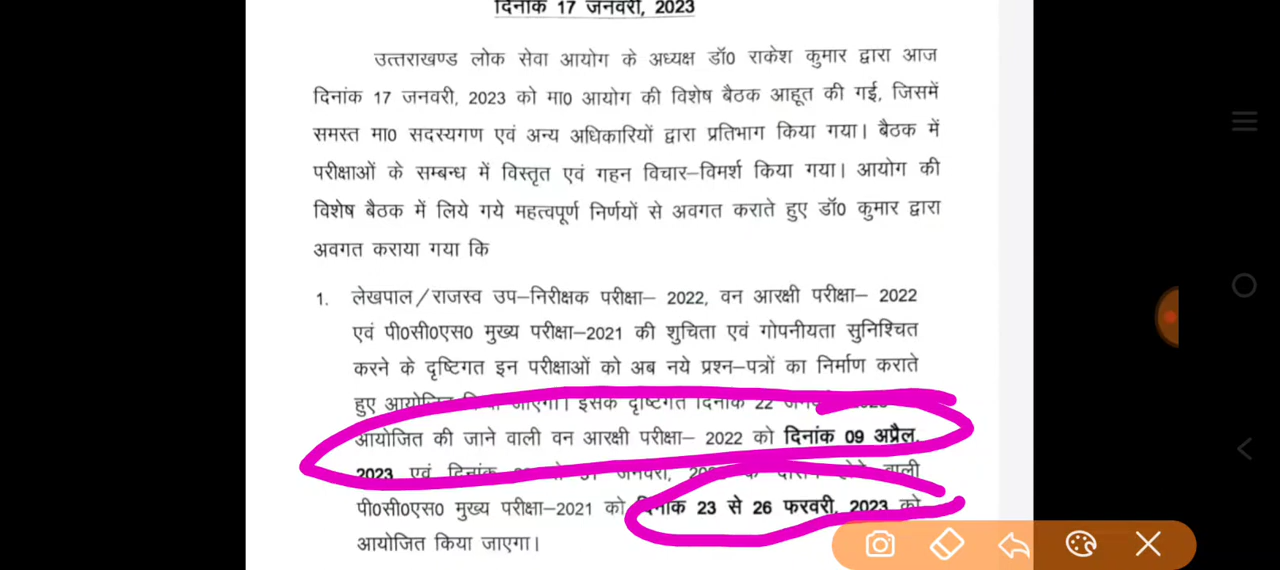 दिनांक 17 जनवरी, 2023
उत्तराखण्ड लोक सेवा आयोग के अध्यक्ष डॉ0 राकेश कुमार द्वारा आज
दिनांक 17 जनवरी, 2023 को मा0 आयोग की विशेष बैठक आहूत की गई, जिसमें
समस्त मा0 सदस्यगण एवं अन्य अधिकारियों द्वारा प्रतिभाग किया गया। बैठक में
परीक्षाओं के सम्बन्ध में विस्तृत एवं गहन विचार–विमर्श किया गया। आयोग की
विशेष बैठक में लिये गये महत्वपूर्ण निर्णयों से अवगत कराते हुए डॉ0 कुमार द्वारा
अवगत कराया गया कि
1. लेखपाल/राजस्व उप–निरीक्षक परीक्षा– 2022, वन आरक्षी परीक्षा– 2022
एवं पी0सी0एस0 मुख्य परीक्षा–2021 की शुचिता एवं गोपनीयता सुनिश्चित
करने के दृष्टिगत इन परीक्षाओं को अब नये प्रश्न–पत्रों का निर्माण कराते
हुए आयोजित किया जाएगा। इसके दृष्टिगत दिनांक 22
आयोजित की जाने वाली वन आरक्षी परीक्षा– 2022 को दिनांक 09 अप्रैल,
2023 एवं दिनांक जनवरी, के दौरान होने वाली
पी0सी0एस0 मुख्य परीक्षा–2021 को दिनांक 23 से 26 फरवरी, 2023 को
आयोजित किया जाएगा।